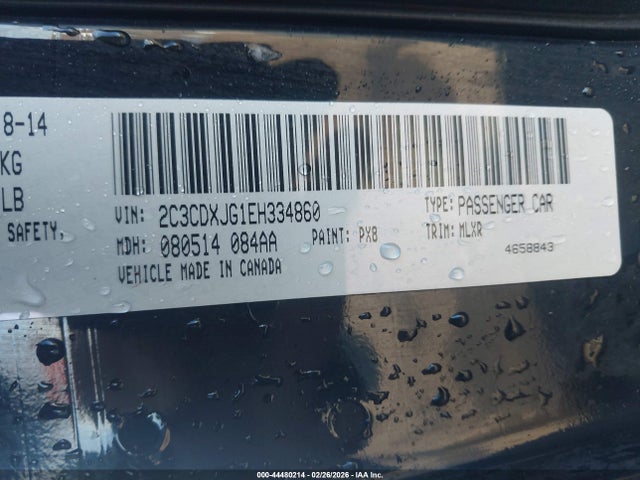 8-14
KG
LB
SAFETY,
VIN: 2C3CDXJG1EH334860 TYPE: PASSENGER CAR
MDH: 080514 084AA PAINT: PX8 TRIM: MLXR
VEHICLE MADE IN CANADA 4658843
000-44480214 - 02/26/2026 - IAA Inc.